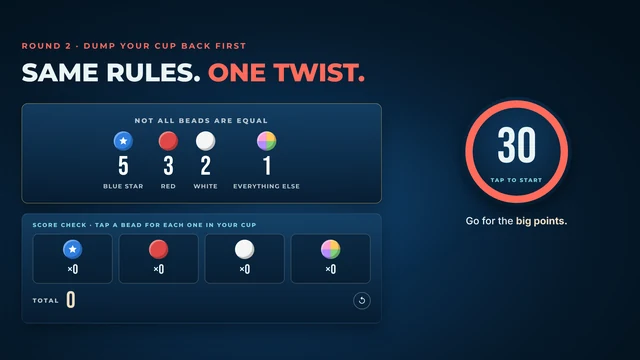 ROUND 2 - DUMP YOUR CUP BACK FIRST
SAME RULES. ONE TWIST.
NOT ALL BEADS ARE EQUAL
5 3 2 1
BLUE STAR RED WHITE EVERYTHING ELSE
SCORE CHECK · TAP A BEAD FOR EACH ONE IN YOUR CUP
×0 ×0 ×0 ×0
TOTAL 0
30
TAP TO START
Go for the big points.